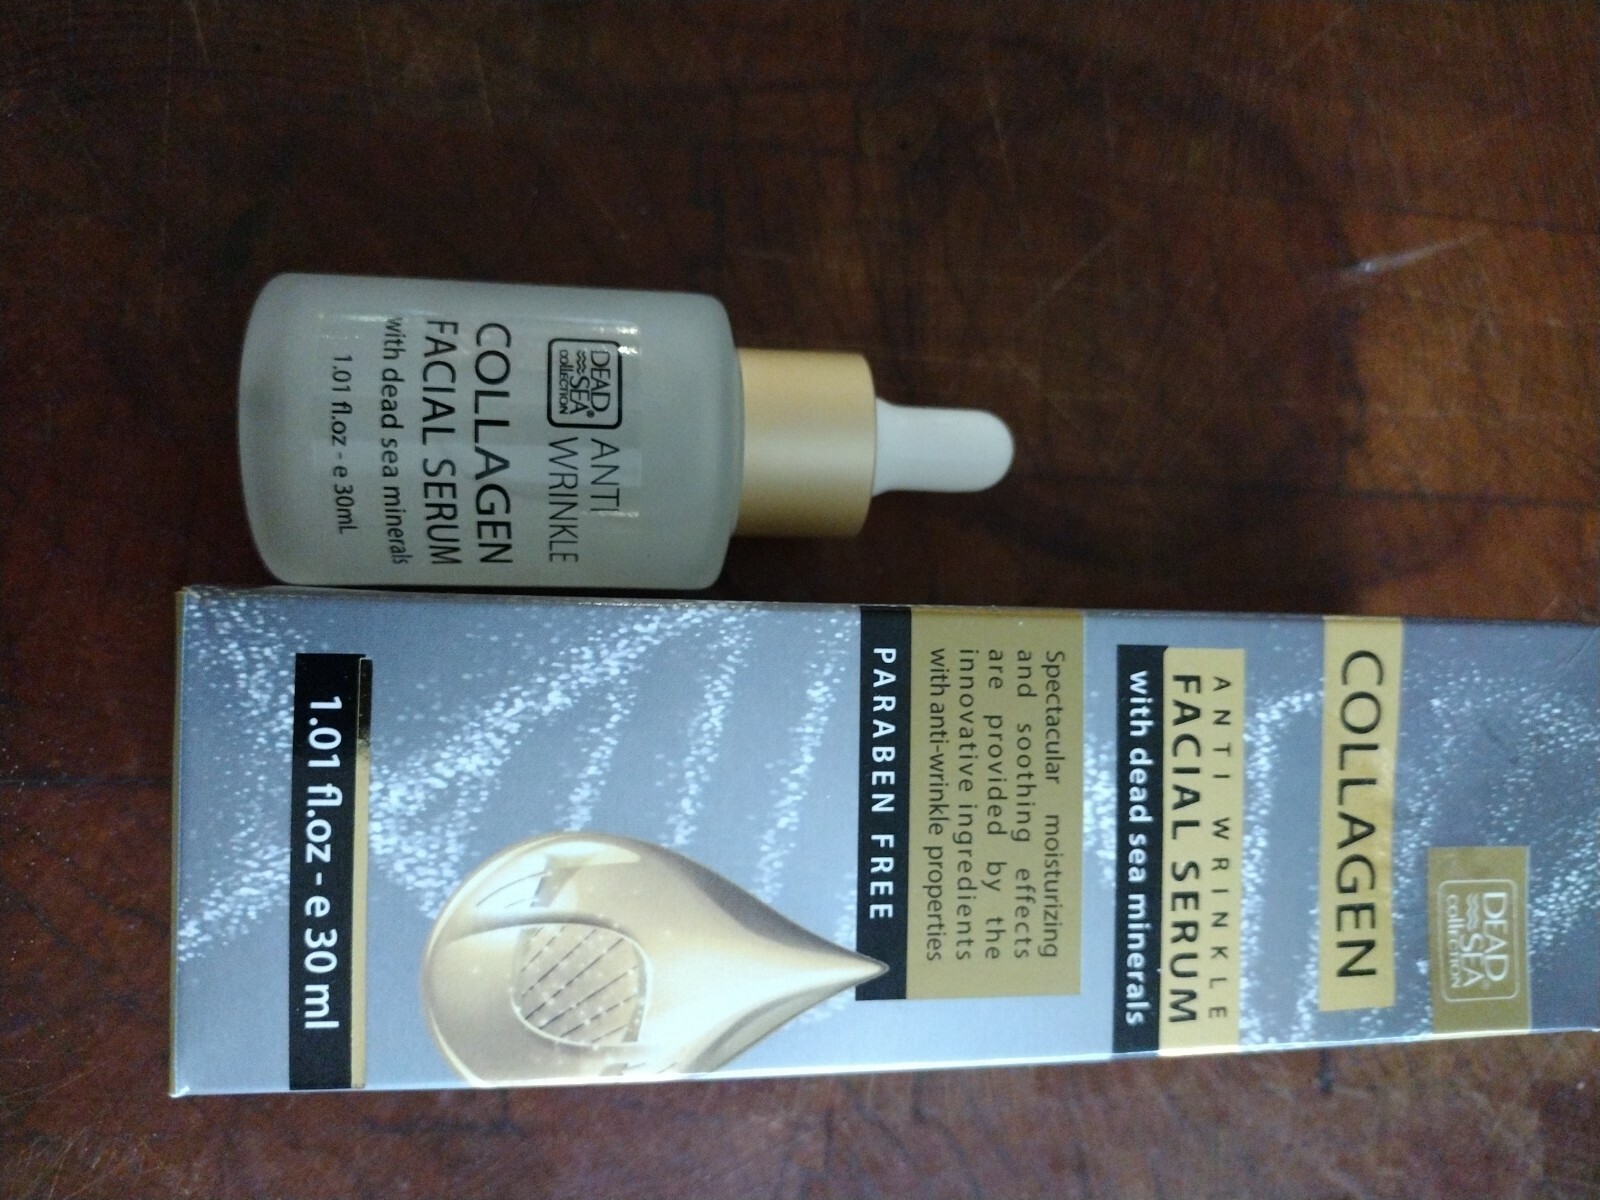 DEAD
SEA®
collection
ANTI
WRINKLE
COLLAGEN
FACIAL SERUM
with dead sea minerals
1.01 fl.oz - e 30mL
DEAD
SEA®
collection
COLLAGEN
ANTI WRINKLE
FACIAL SERUM
with dead sea minerals
Spectacular moisturizing
and soothing effects
are provided by the
innovative ingredients
with anti-wrinkle properties
PARABEN FREE
1.01 fl.oz - e 30 ml